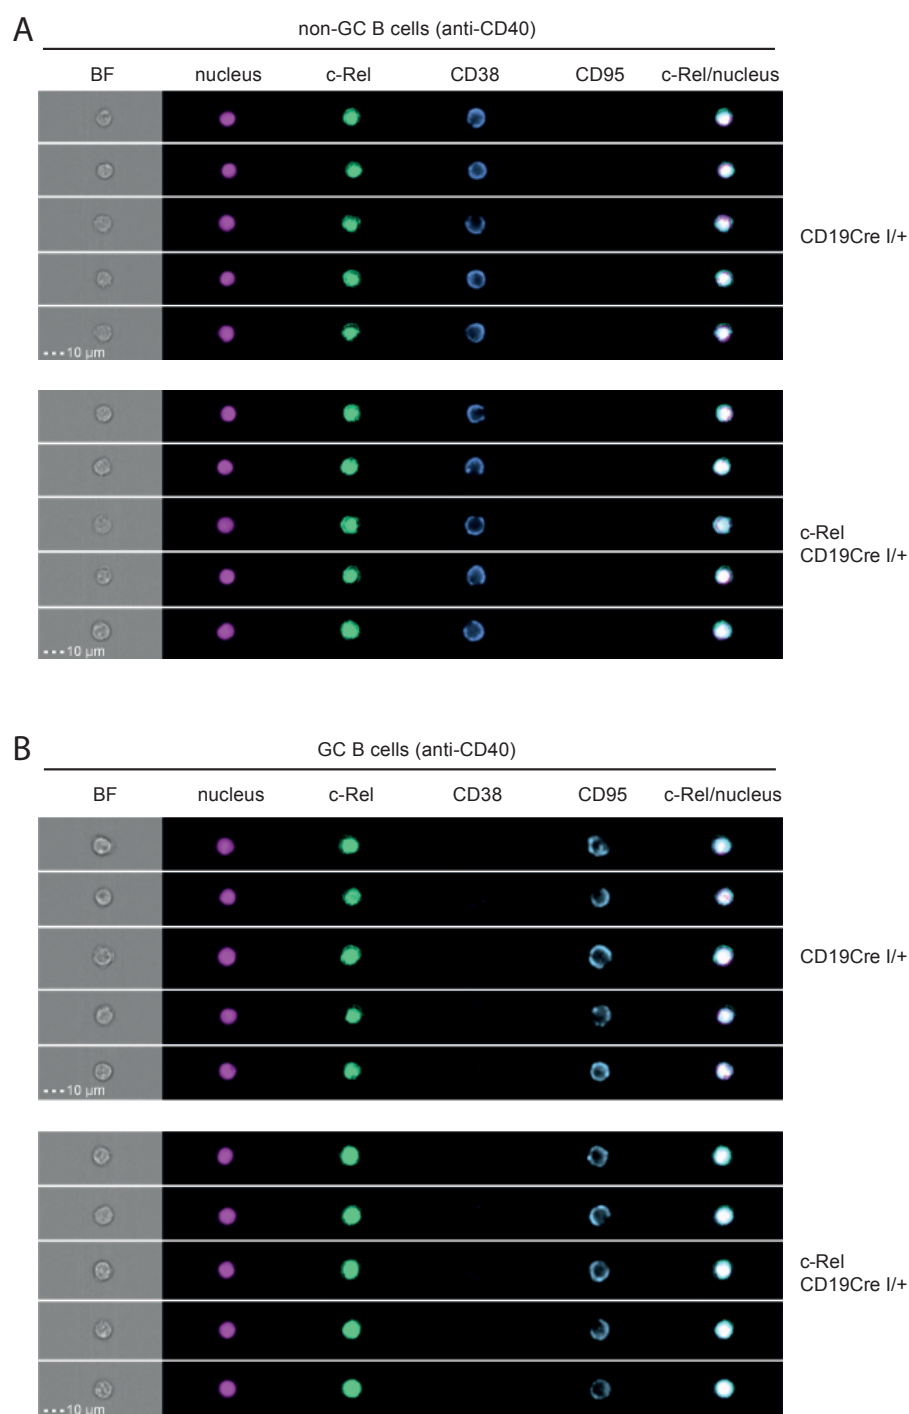 A
non-GC B cells (anti-CD40)
BF nucleus c-Rel CD38 CD95 c-Rel/nucleus
CD19Cre I/+
10 µm
c-Rel
CD19Cre I/+
10 µm
B
GC B cells (anti-CD40)
BF nucleus c-Rel CD38 CD95 c-Rel/nucleus
CD19Cre I/+
10 µm
c-Rel
CD19Cre I/+
10 µm